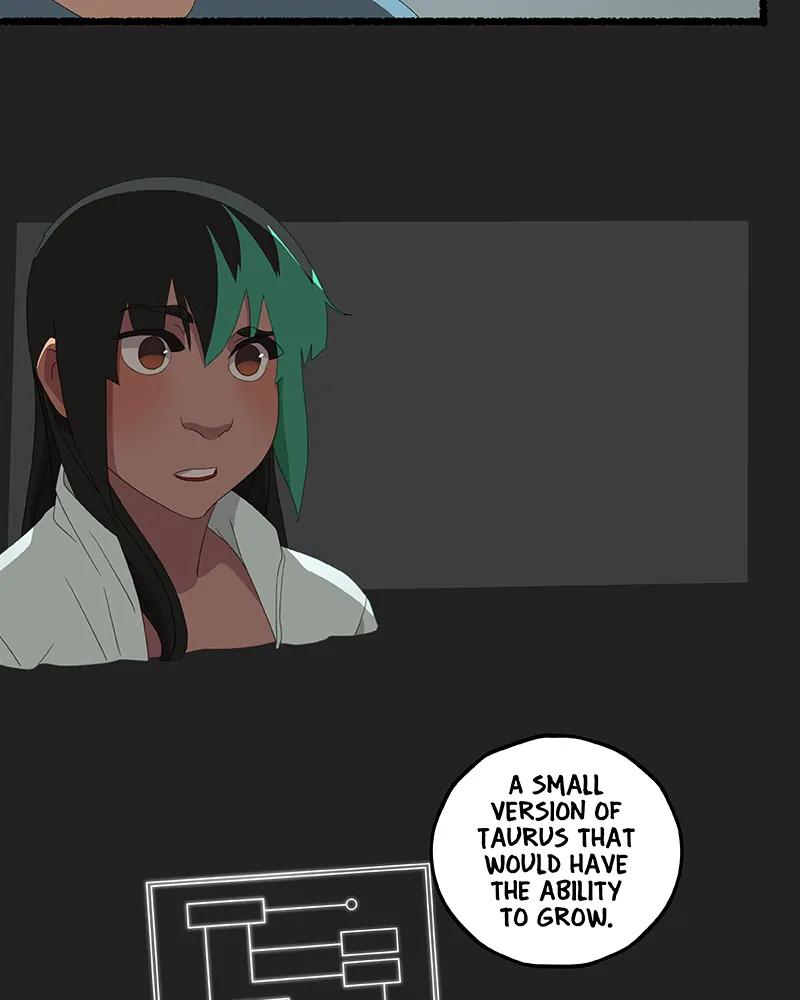 A SMALL
VERSION OF
TAURUS THAT
WOULD HAVE
THE ABILITY
TO GROW.